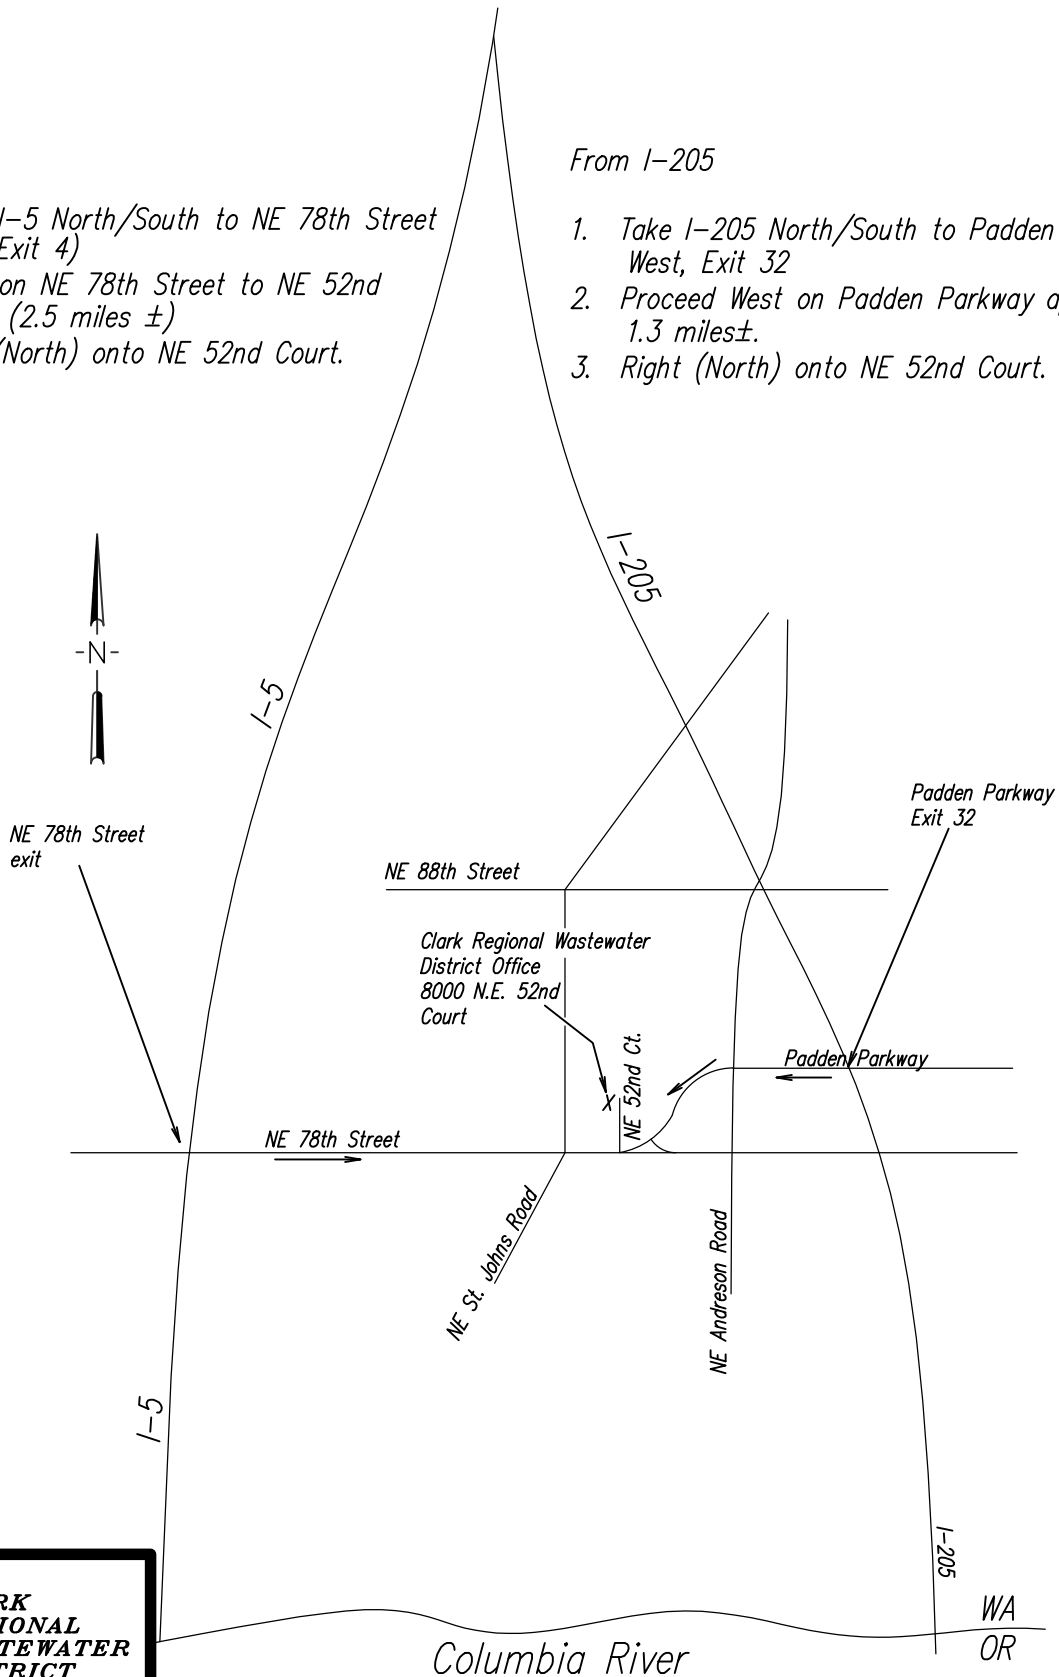 I-5 North/South to NE 78th Street
Exit 4)
on NE 78th Street to NE 52nd
(2.5 miles ±)
(North) onto NE 52nd Court.
From I-205
1. Take I-205 North/South to Padden
West, Exit 32
2. Proceed West on Padden Parkway
1.3 miles±.
3. Right (North) onto NE 52nd Court.
I-205
-N-
I-5
NE 78th Street
exit
Padden Parkway
Exit 32
NE 88th Street
Clark Regional Wastewater
District Office
8000 N.E. 52nd
Court
X
NE 52nd Ct.
Padden Parkway
NE 78th Street
NE St. Johns Road
NE Andreson Road
I-5
I-205
WA
OR
Columbia River
RK
IONAL
TEWATER
TRICT